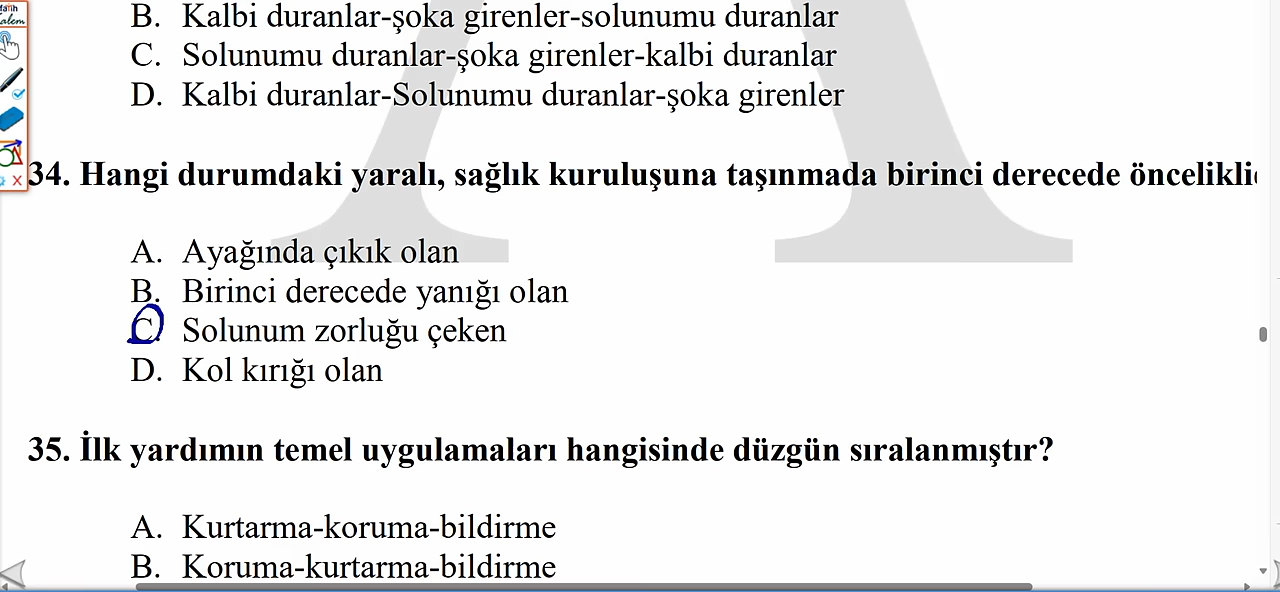 fatih
kalem
B. Kalbi duranlar-şoka girenler-solunumu duranlar
C. Solunumu duranlar-şoka girenler-kalbi duranlar
D. Kalbi duranlar-Solunumu duranlar-şoka girenler
34. Hangi durumdaki yaralı, sağlık kuruluşuna taşınmada birinci derecede öncelikli
A. Ayağında çıkık olan
B. Birinci derecede yanığı olan
C. Solunum zorluğu çeken
D. Kol kırığı olan
35. İlk yardımın temel uygulamaları hangisinde düzgün sıralanmıştır?
A. Kurtarma-koruma-bildirme
B. Koruma-kurtarma-bildirme